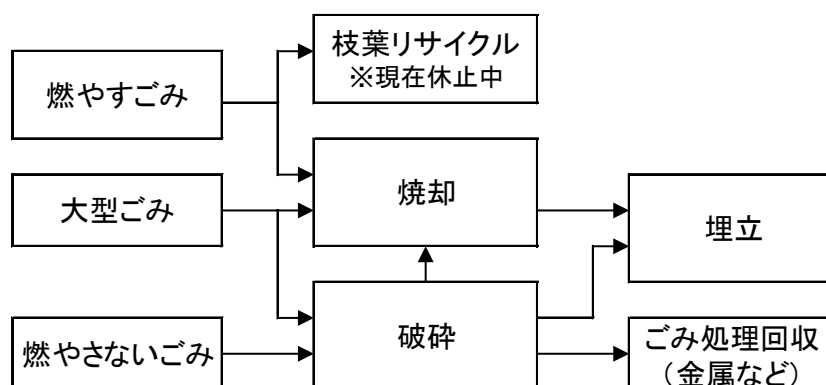 枝葉リサイクル
※現在休止中
燃やすごみ
焼却
大型ごみ
埋立
破砕
燃やさないごみ
ごみ処理回収
（金属など）